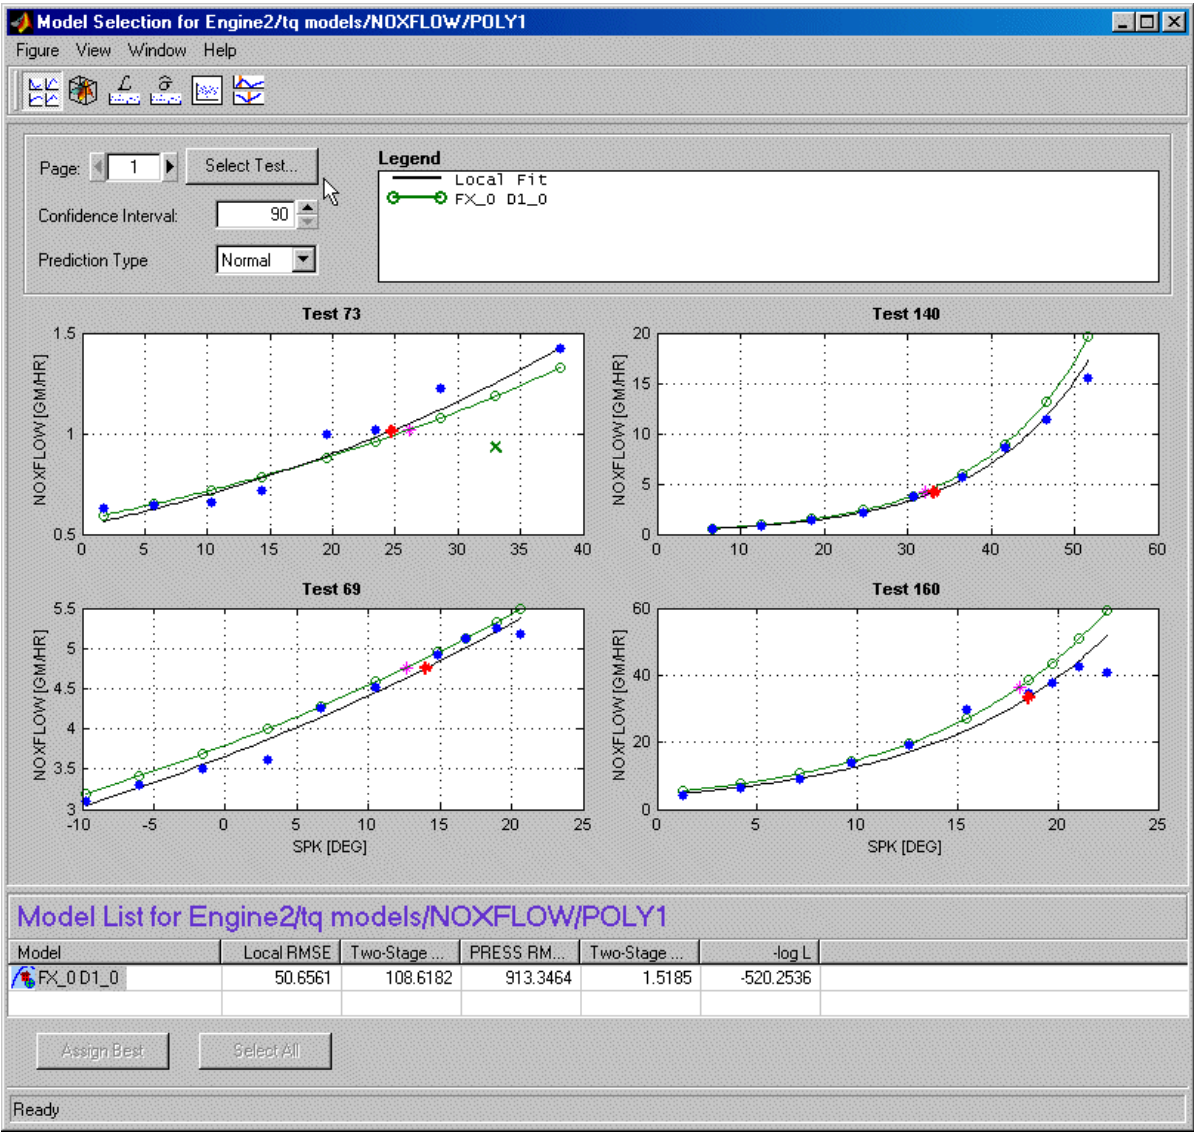 Model Selection for Engine2/tq models/NOXFLOW/POLY1
Figure View Window Help
Page: 1 Select Test...
Confidence Interval: 90
Prediction Type Normal
Legend
Local Fit
FX_0 D1_0
Test 73
1.5
1
0.5
NOXFLOW [GM/HR]
0 5 10 15 20 25 30 35 40
Test 140
20
15
10
5
0
NOXFLOW [GM/HR]
0 10 20 30 40 50 60
Test 69
5.5
5
4.5
4
3.5
3
NOXFLOW [GM/HR]
-10 -5 0 5 10 15 20 25
SPK [DEG]
Test 160
60
40
20
0
NOXFLOW [GM/HR]
0 5 10 15 20 25
SPK [DEG]
Model List for Engine2/tq models/NOXFLOW/POLY1
Model Local RMSE Two-Stage ... PRESS RM... Two-Stage ... -log L
FX_0 D1_0 50.6561 108.6182 913.3464 1.5185 -520.2536
Assign Best Select All
Ready